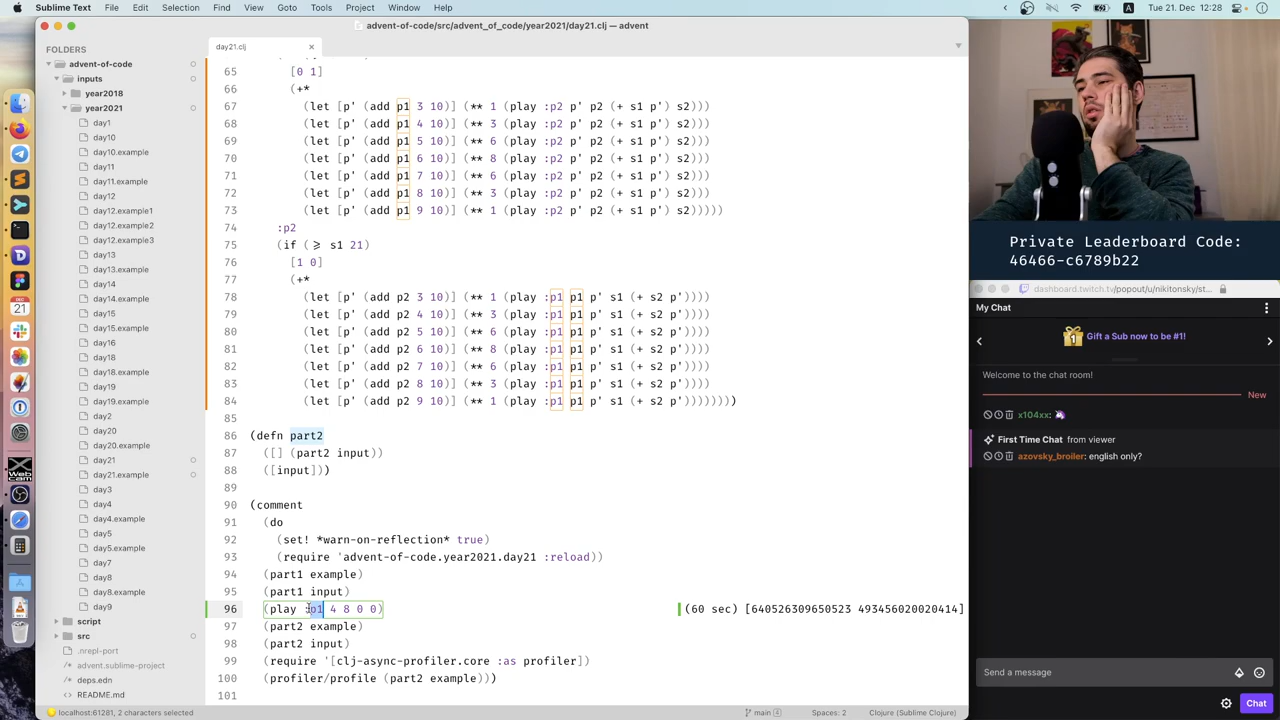 Sublime Text File Edit Selection Find View Goto Tools Project Window Help
A Tue 21. Dec 12:28
advent-of-code/src/advent_of_code/year2021/day21.clj — advent
FOLDERS
advent-of-code
inputs
year2018
year2021
day1
day10
day10.example
day11
day11.example
day12
day12.example1
day12.example2
day12.example3
day13
day13.example
day14
day14.example
day15
day15.example
day16
day18
day18.example
day19
day19.example
day2
day20
day20.example
day21
day21.example
day3
day4
day4.example
day5
day5.example
day7
day8
day8.example
day9
script
src
.nrepl-port
advent.sublime-project
deps.edn
README.md
day21.clj
65 [0 1]
66 (+*
67 (let [p' (add p1 3 10)] (** 1 (play :p2 p' p2 (+ s1 p') s2)))
68 (let [p' (add p1 4 10)] (** 3 (play :p2 p' p2 (+ s1 p') s2)))
69 (let [p' (add p1 5 10)] (** 6 (play :p2 p' p2 (+ s1 p') s2)))
70 (let [p' (add p1 6 10)] (** 8 (play :p2 p' p2 (+ s1 p') s2)))
71 (let [p' (add p1 7 10)] (** 6 (play :p2 p' p2 (+ s1 p') s2)))
72 (let [p' (add p1 8 10)] (** 3 (play :p2 p' p2 (+ s1 p') s2)))
73 (let [p' (add p1 9 10)] (** 1 (play :p2 p' p2 (+ s1 p') s2)))))
74 :p2
75 (if (≥ s1 21)
76 [1 0]
77 (+*
78 (let [p' (add p2 3 10)] (** 1 (play :p1 p1 p' s1 (+ s2 p'))))
79 (let [p' (add p2 4 10)] (** 3 (play :p1 p1 p' s1 (+ s2 p'))))
80 (let [p' (add p2 5 10)] (** 6 (play :p1 p1 p' s1 (+ s2 p'))))
81 (let [p' (add p2 6 10)] (** 8 (play :p1 p1 p' s1 (+ s2 p'))))
82 (let [p' (add p2 7 10)] (** 6 (play :p1 p1 p' s1 (+ s2 p'))))
83 (let [p' (add p2 8 10)] (** 3 (play :p1 p1 p' s1 (+ s2 p'))))
84 (let [p' (add p2 9 10)] (** 1 (play :p1 p1 p' s1 (+ s2 p')))))))
85
86 (defn part2
87 ([] (part2 input))
88 ([input]))
89
90 (comment
91 (do
92 (set! *warn-on-reflection* true)
93 (require 'advent-of-code.year2021.day21 :reload))
94 (part1 example)
95 (part1 input)
96 (play :p1 4 8 0 0) (60 sec) [640526309650523 493456020020414]
97 (part2 example)
98 (part2 input)
99 (require '[clj-async-profiler.core :as profiler])
100 (profiler/profile (part2 example)))
101
localhost:61281, 2 characters selected
main 4 Spaces: 2 Clojure (Sublime Clojure)
Private Leaderboard Code:
46466-c6789b22
dashboard.twitch.tv/popout/u/nikitonsky/st...
My Chat
Gift a Sub now to be #1!
Welcome to the chat room!
New
x104xx:
First Time Chat from viewer
azovsky_broiler: english only?
Send a message
Chat